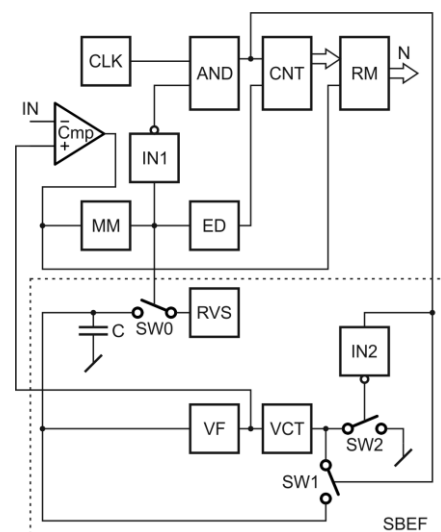 CLK
AND
CNT
RM
N
IN
−
Cmp
+
IN1
MM
ED
C
SW0
RVS
IN2
VF
VCT
SW2
SW1
SBEF